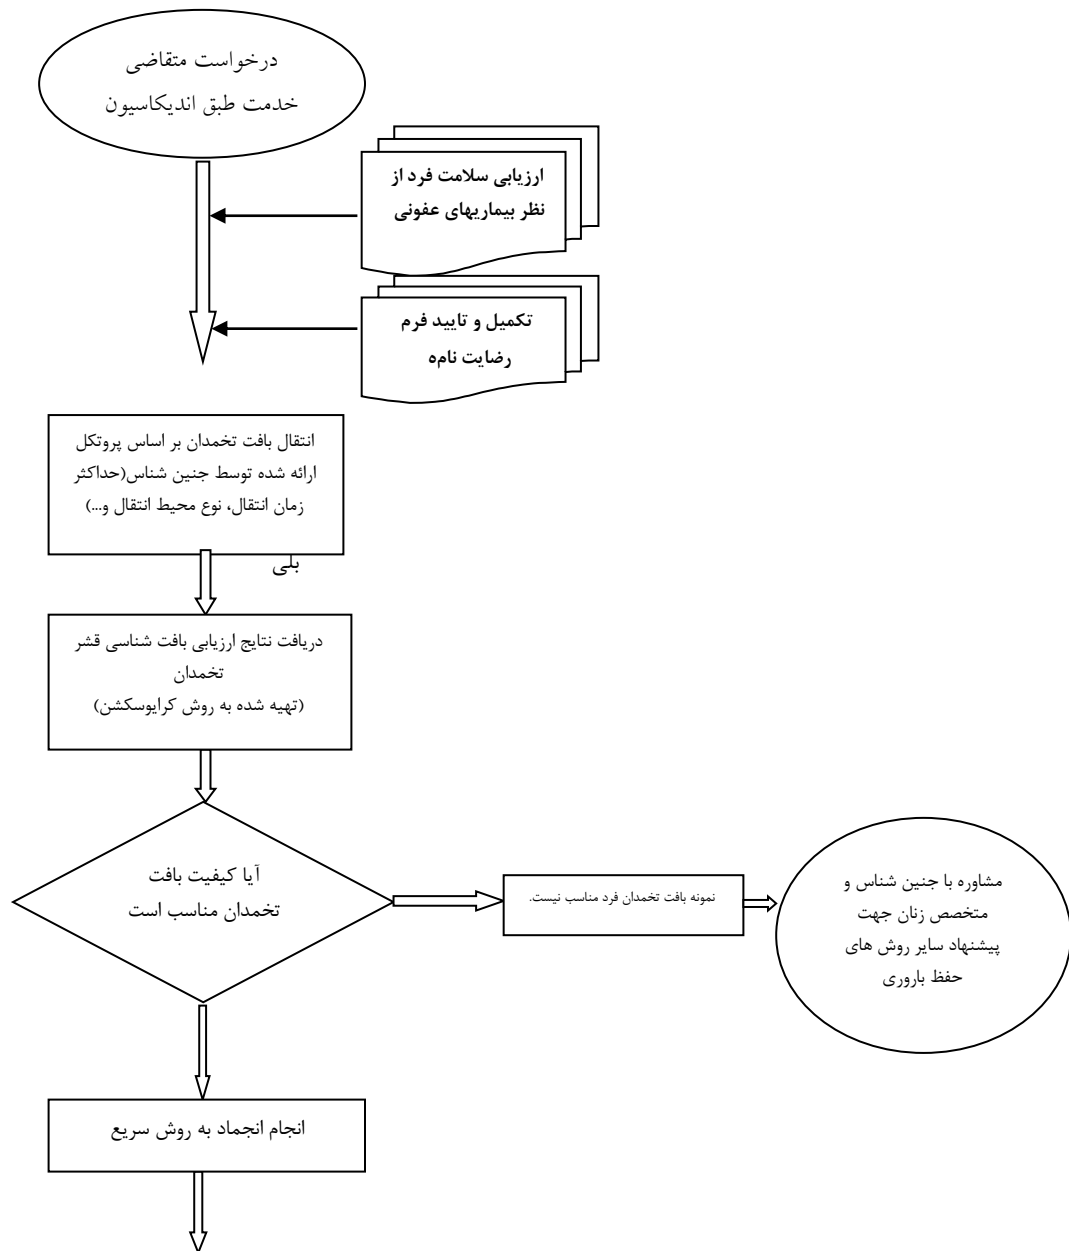 درخواست متقاضی
خدمت طبق اندیکاسیون
ارزیابی سلامت فرد از
نظر بیماریهای عفونی
تکمیل و تایید فرم
رضایت نامه
انتقال بافت تخمدان بر اساس پروتکل
ارائه شده توسط جنین شناس(حداکثر
زمان انتقال، نوع محیط انتقال و...)
بلی
دریافت نتایج ارزیابی بافت شناسی قشر
تخمدان
(تهیه شده به روش کرایوسکشن)
آیا کیفیت بافت
تخمدان مناسب است
نمونه بافت تخمدان فرد مناسب نیست.
مشاوره با جنین شناس و
متخصص زنان جهت
پیشنهاد سایر روش های
حفظ باروری
انجام انجماد به روش سریع